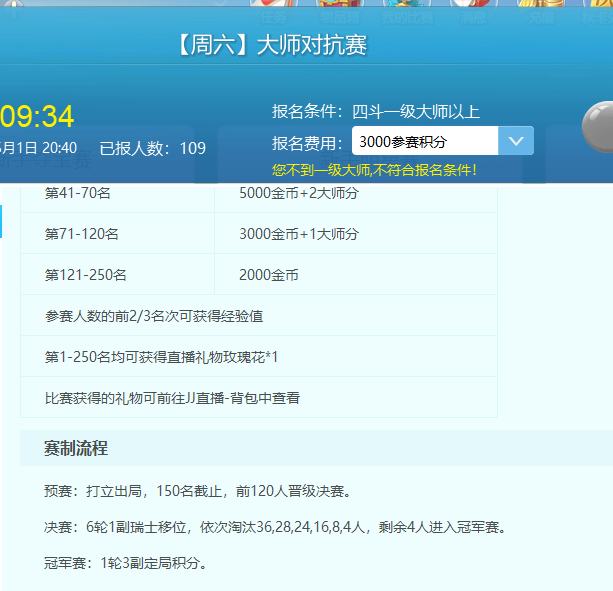 【周六】大师对抗赛
09:34
月1日 20:40
已报人数：109
报名条件：四斗一级大师以上
报名费用：3000参赛积分
您不到一级大师,不符合报名条件！
第41-70名 5000金币+2大师分
第71-120名 3000金币+1大师分
第121-250名 2000金币
参赛人数的前2/3名次可获得经验值
第1-250名均可获得直播礼物玫瑰花*1
比赛获得的礼物可前往JJ直播-背包中查看
赛制流程
预赛：打立出局，150名截止，前120人晋级决赛。
决赛：6轮1副瑞士移位，依次淘汰36,28,24,16,8,4人，剩余4人进入冠军赛。
冠军赛：1轮3副定局积分。